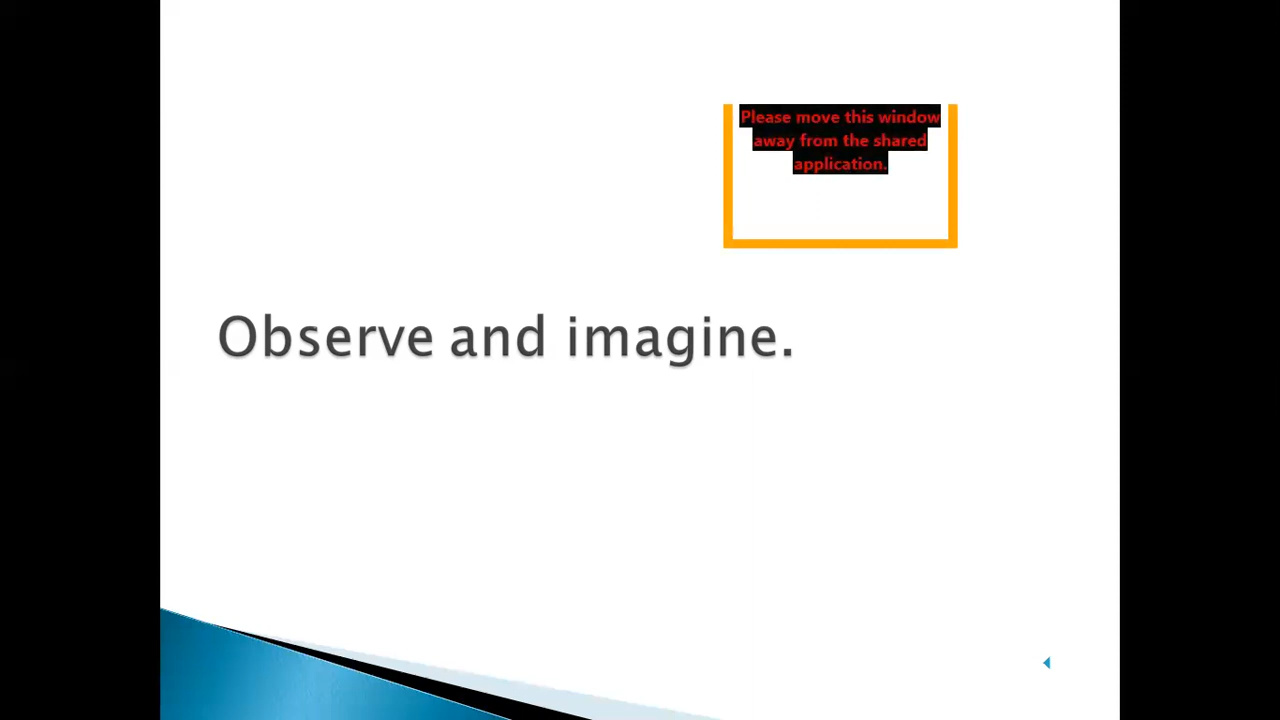 Please move this window
away from the shared
application.
Observe and imagine.